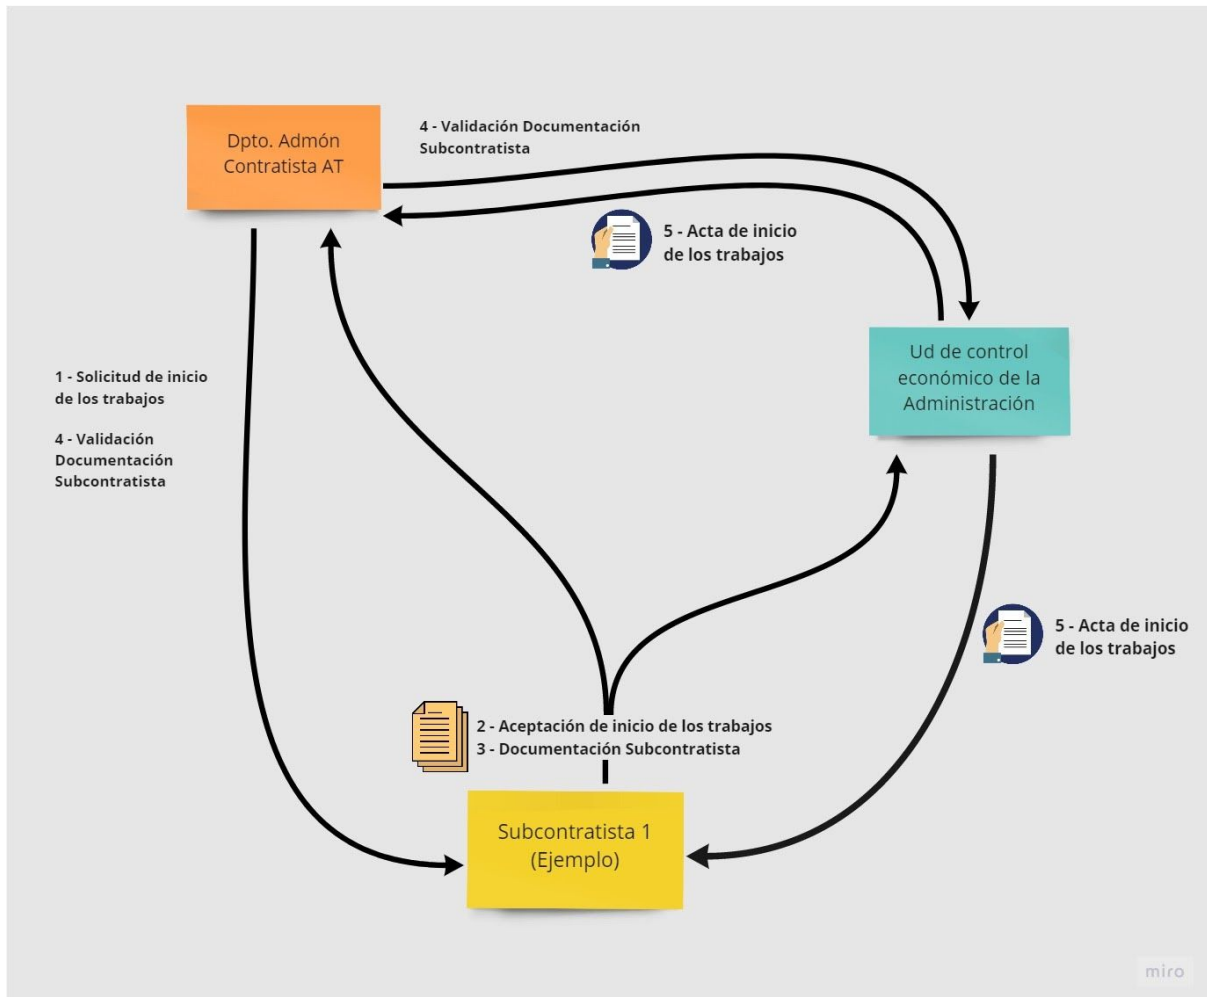 Dpto. Admón
Contratista AT
4 - Validación Documentación
Subcontratista
5 - Acta de inicio
de los trabajos
Ud de control
económico de la
Administración
1 - Solicitud de inicio
de los trabajos
4 - Validación
Documentación
Subcontratista
5 - Acta de inicio
de los trabajos
2 - Aceptación de inicio de los trabajos
3 - Documentación Subcontratista
Subcontratista 1
(Ejemplo)
miro